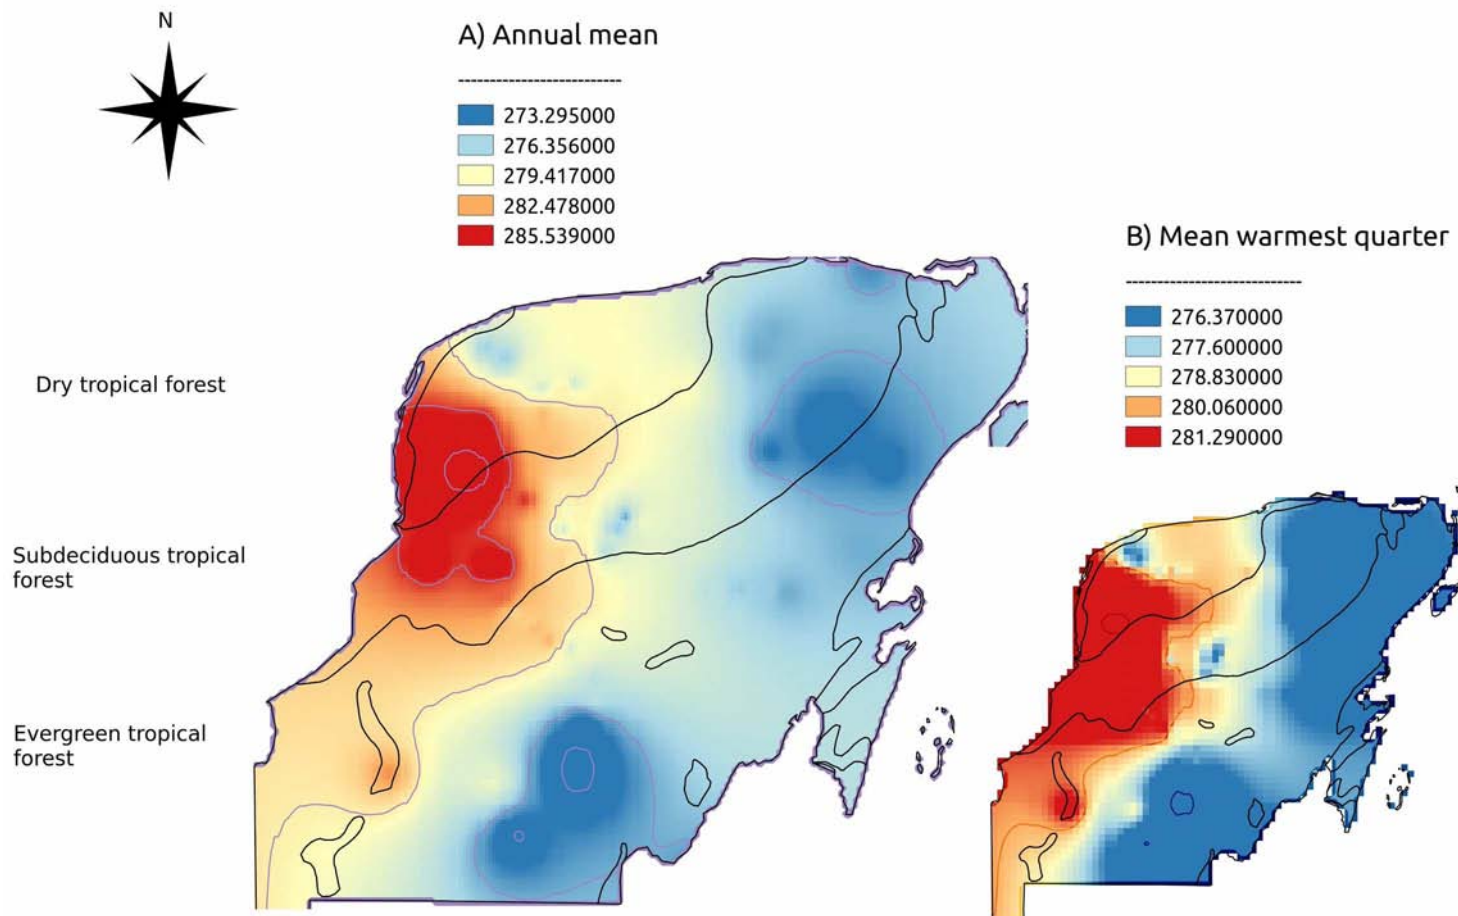 N
A) Annual mean
--------------------------
273.295000
276.356000
279.417000
282.478000
285.539000
B) Mean warmest quarter
----------------------------
276.370000
277.600000
278.830000
280.060000
281.290000
Dry tropical forest
Subdeciduous tropical
forest
Evergreen tropical
forest